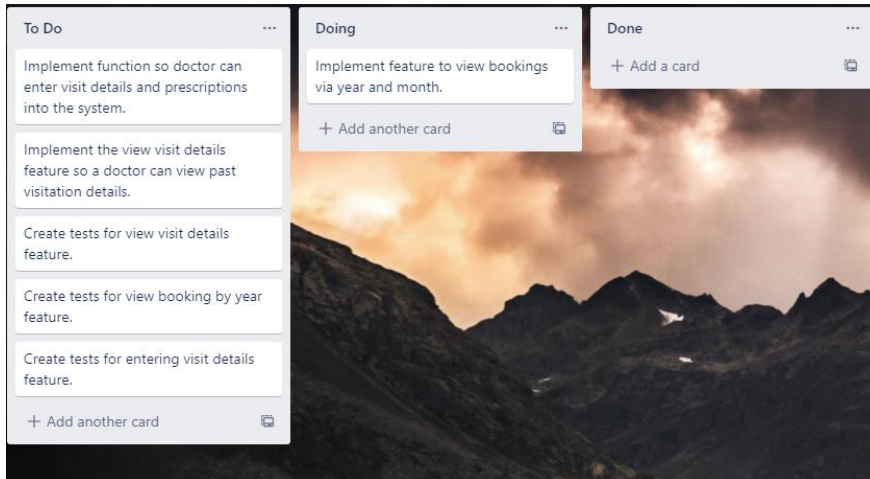 To Do
Implement function so doctor can
enter visit details and prescriptions
into the system.
Implement the view visit details
feature so a doctor can view past
visitation details.
Create tests for view visit details
feature.
Create tests for view booking by year
feature.
Create tests for entering visit details
feature.
+ Add another card
Doing
Implement feature to view bookings
via year and month.
+ Add another card
Done
+ Add a card